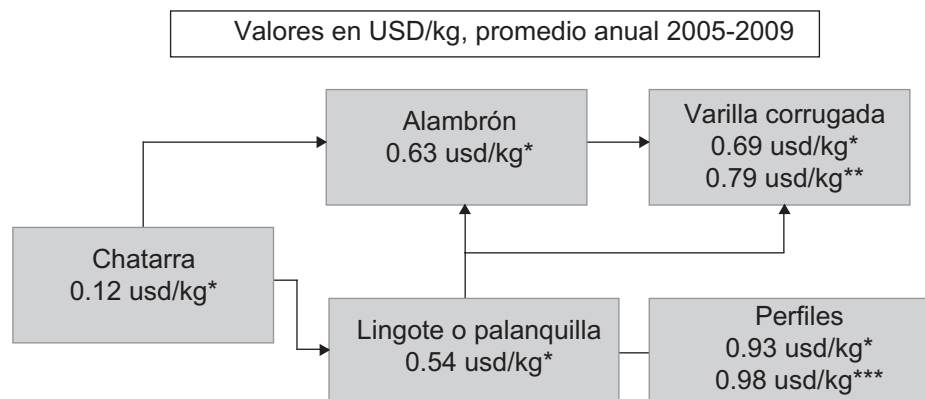 Valores en USD/kg, promedio anual 2005-2009
Alambrón
0.63 usd/kg*
Varilla corrugada
0.69 usd/kg*
0.79 usd/kg**
Chatarra
0.12 usd/kg*
Lingote o palanquilla
0.54 usd/kg*
Perfiles
0.93 usd/kg*
0.98 usd/kg***